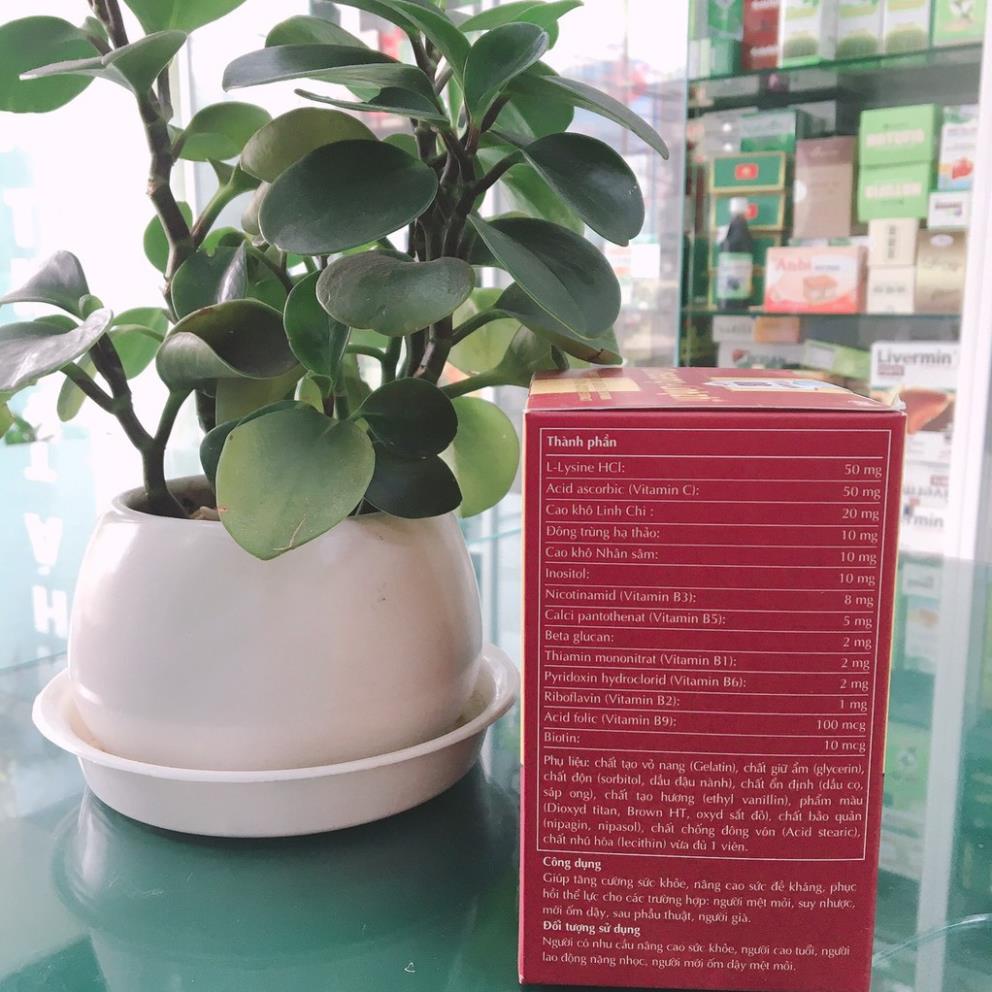 Anbi
Livermin
Thành phần
L-Lysine HCl: 50 mg
Acid ascorbic (Vitamin C): 50 mg
Cao khô Linh Chi : 20 mg
Đông trùng hạ thảo: 10 mg
Cao khô Nhân sâm: 10 mg
Inositol: 10 mg
Nicotinamid (Vitamin B3): 8 mg
Calci pantothenat (Vitamin B5): 5 mg
Beta glucan: 2 mg
Thiamin mononitrat (Vitamin B1): 2 mg
Pyridoxin hydroclorid (Vitamin B6): 2 mg
Riboflavin (Vitamin B2): 1 mg
Acid folic (Vitamin B9): 100 mcg
Biotin: 10 mcg
Phụ liệu: chất tạo vỏ nang (Gelatin), chất giữ ẩm (glycerin),
chất độn (sorbitol, dầu đậu nành), chất ổn định (dầu cọ,
sáp ong), chất tạo hương (ethyl vanillin), phẩm màu
(Dioxyd titan, Brown HT, oxyd sắt đỏ), chất bảo quản
(nipagin, nipasol), chất chống đông vón (Acid stearic),
chất nhũ hóa (lecithin) vừa đủ 1 viên.
Công dụng
Giúp tăng cường sức khỏe, nâng cao sức đề kháng, phục
hồi thể lực cho các trường hợp: người mệt mỏi, suy nhược,
mới ốm dậy, sau phẫu thuật, người già.
Đối tượng sử dụng
Người có nhu cầu nâng cao sức khỏe, người cao tuổi, người
lao động nặng nhọc, người mới ốm dậy mệt mỏi.